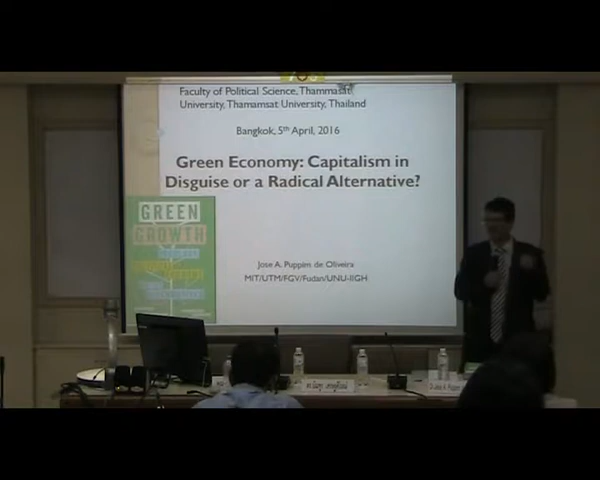 Faculty of Political Science, Thammasat
University, Thamamsat University, Thailand
Bangkok, 5th April, 2016
Green Economy: Capitalism in
Disguise or a Radical Alternative?
GREEN
GROWTH
Jose A. Puppim de Oliveira
MIT/UTM/FGV/Fudan/UNU-IIGH